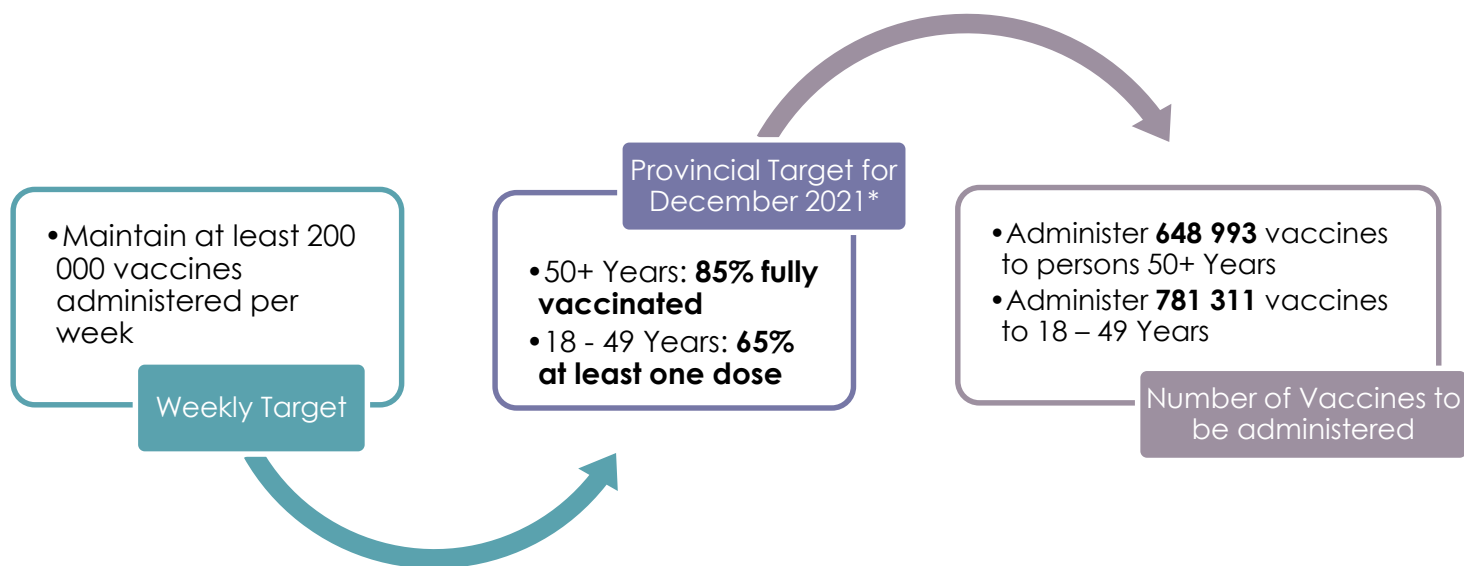 •Maintain at least 200
000 vaccines
administered per
week
Weekly Target
Provincial Target for
December 2021*
•50+ Years: 85% fully
vaccinated
•18 - 49 Years: 65%
at least one dose
•Administer 648 993 vaccines
to persons 50+ Years
•Administer 781 311 vaccines
to 18 – 49 Years
Number of Vaccines to
be administered